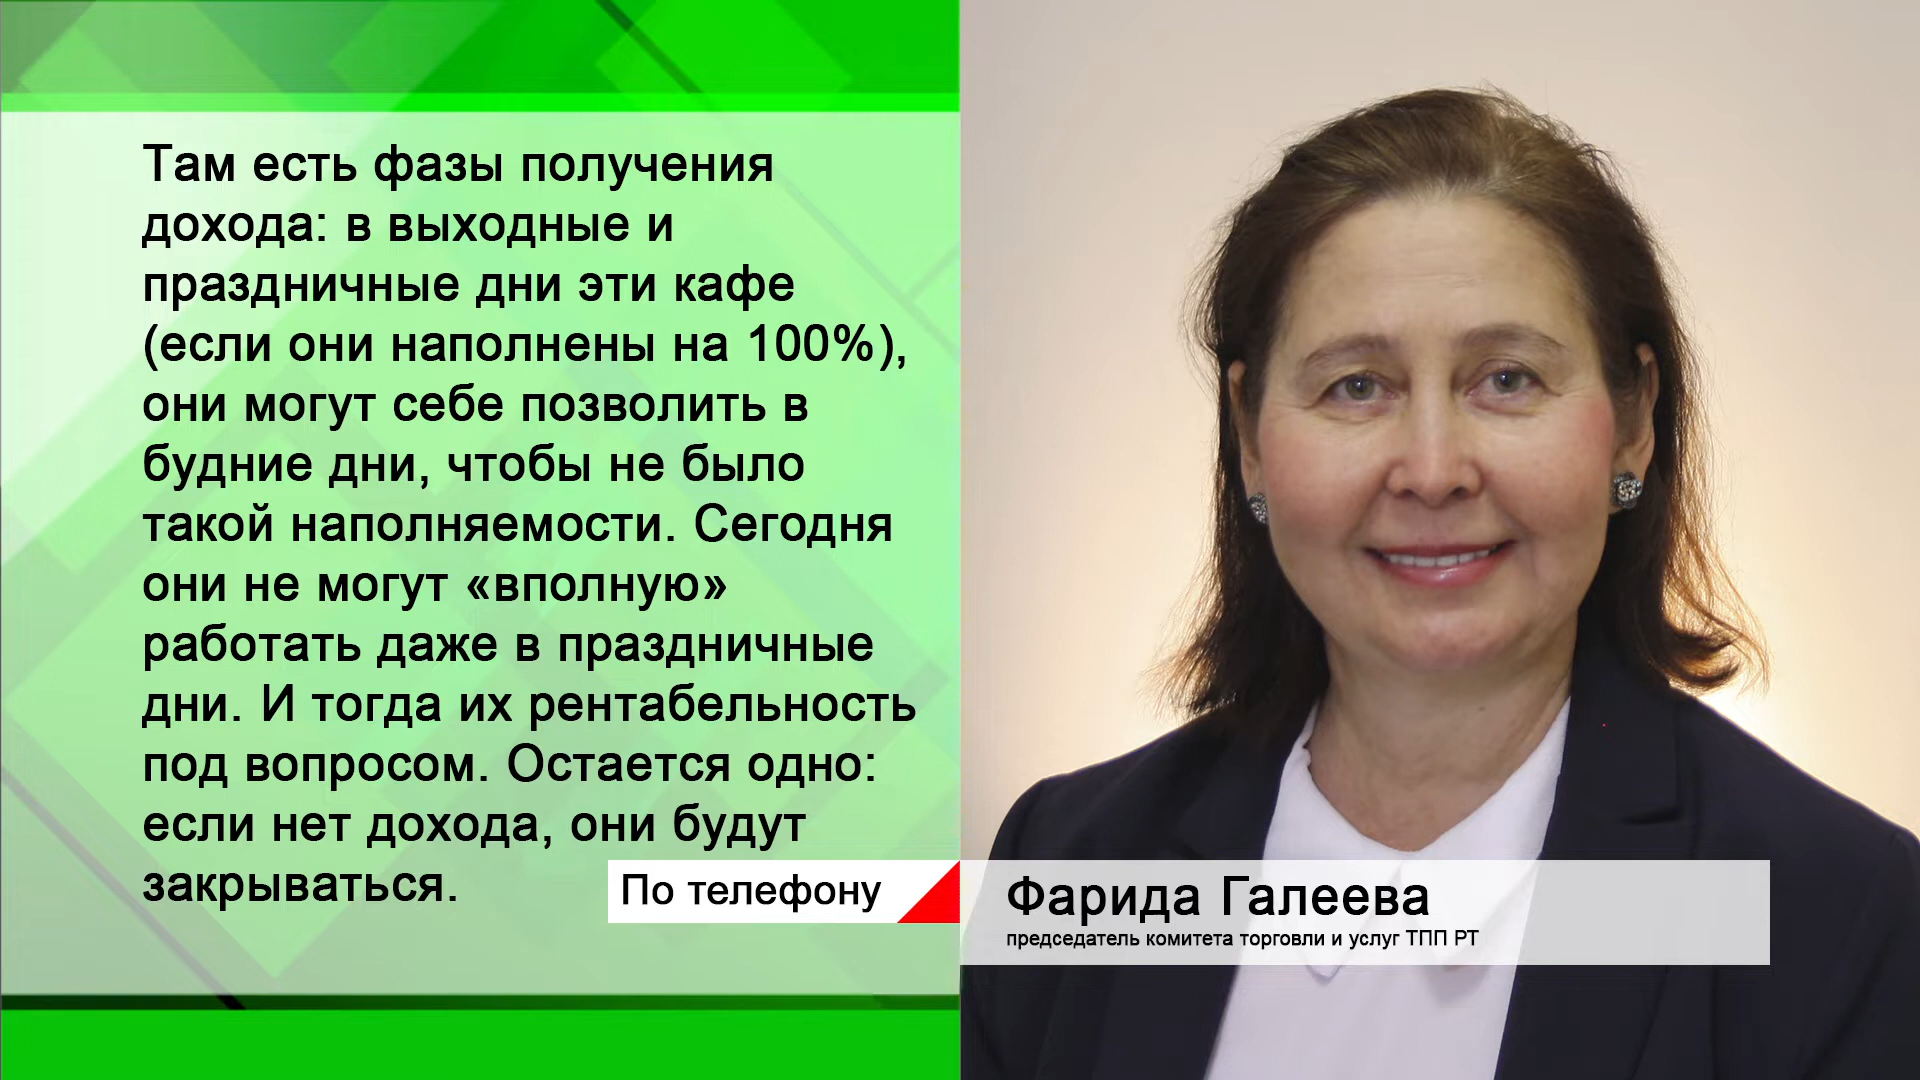 Там есть фазы получения
дохода: в выходные и
праздничные дни эти кафе
(если они наполнены на 100%),
они могут себе позволить в
будние дни, чтобы не было
такой наполняемости. Сегодня
они не могут «вполную»
работать даже в праздничные
дни. И тогда их рентабельность
под вопросом. Остается одно:
если нет дохода, они будут
закрываться.
По телефону
Фарида Галеева
председатель комитета торговли и услуг ТПП РТ